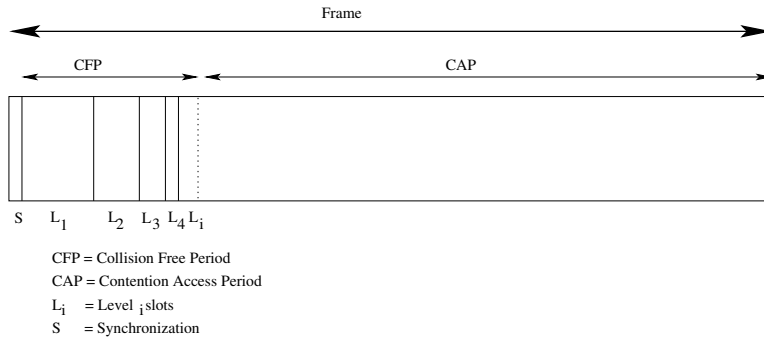 Frame
CFP CAP
S L1 L2 L3 L4 Li
CFP = Collision Free Period
CAP = Contention Access Period
Li = Level i slots
S = Synchronization